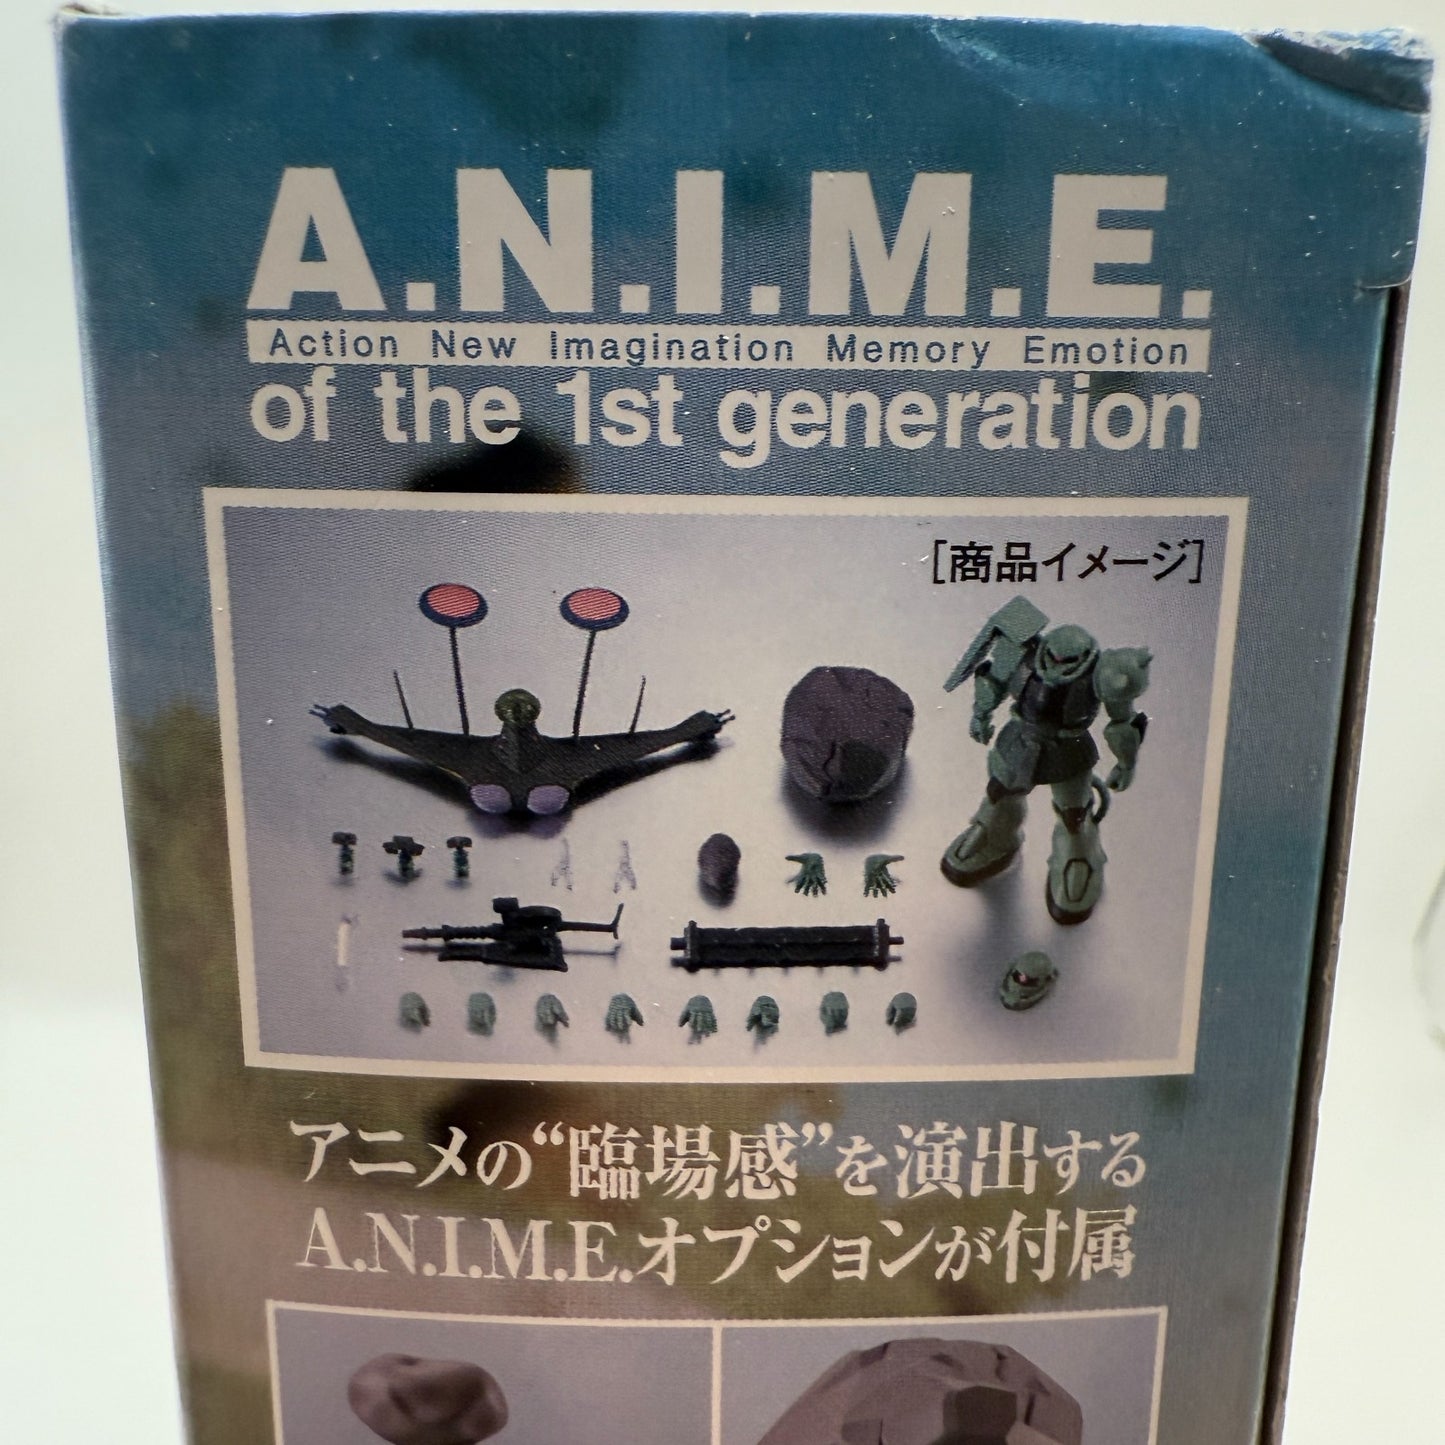 A.N.I.M.E.
Action New Imagination Memory Emotion
of the 1st generation
[商品イメージ]
アニメの“臨場感”を演出する
A.N.I.M.E.オプションが付属